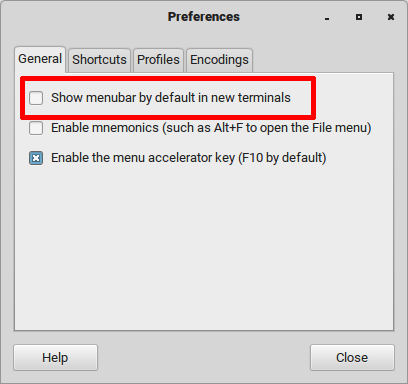 Preferences
General Shortcuts Profiles Encodings
Show menubar by default in new terminals
Enable mnemonics (such as Alt+F to open the File menu)
Enable the menu accelerator key (F10 by default)
Help Close